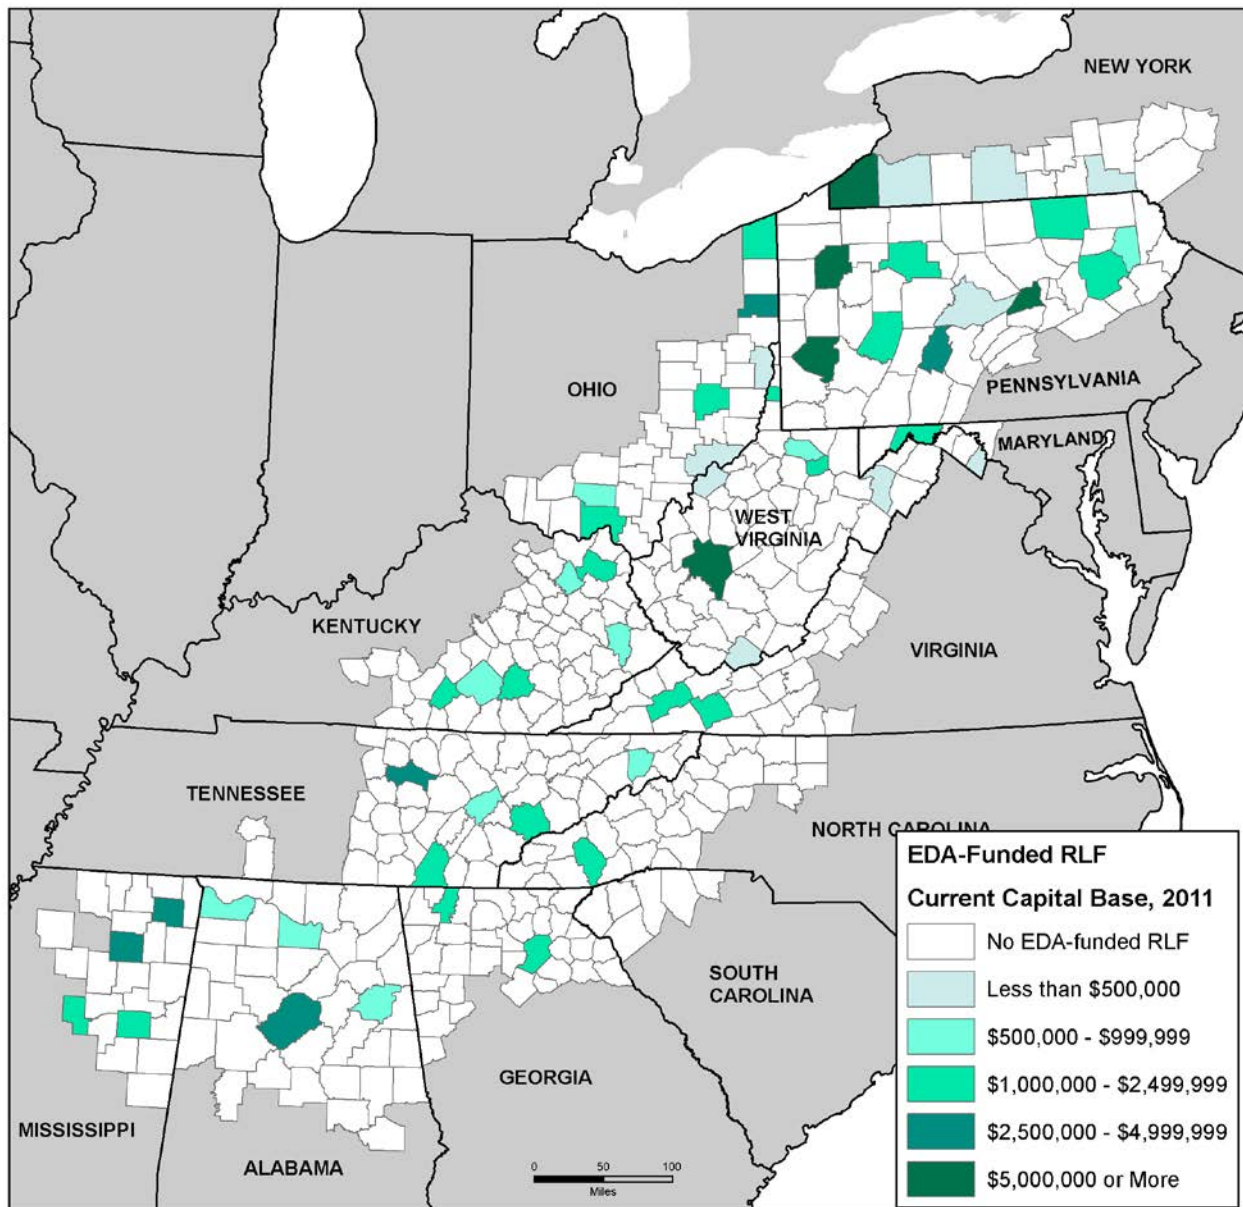 NEW YORK
PENNSYLVANIA
OHIO
MARYLAND
WEST
VIRGINIA
KENTUCKY
VIRGINIA
TENNESSEE
NORTH CAROLINA
SOUTH
CAROLINA
GEORGIA
MISSISSIPPI
ALABAMA
0 50 100
Miles
EDA-Funded RLF
Current Capital Base, 2011
No EDA-funded RLF
Less than $500,000
$500,000 - $999,999
$1,000,000 - $2,499,999
$2,500,000 - $4,999,999
$5,000,000 or More